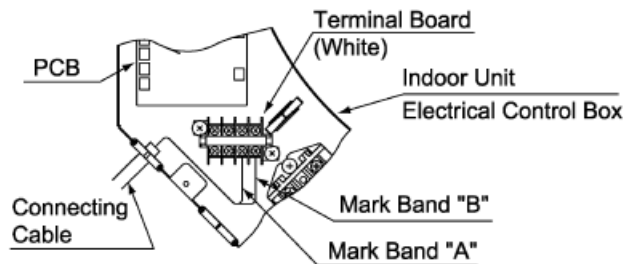 Terminal Board
(White)
PCB
Indoor Unit
Electrical Control Box
Connecting
Cable
Mark Band "B"
Mark Band "A"